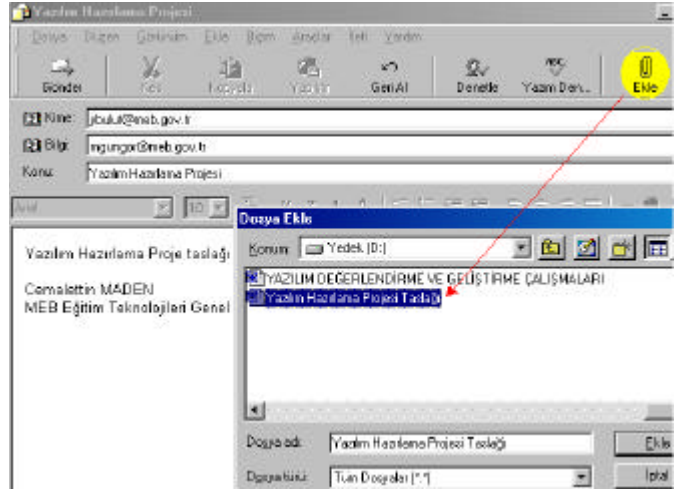 Yazılım Hazırlama Projesi
Dosya Düzen Görünüm Ekle Biçim Araçlar İleti Yardım
Gönder Kes Kopyala Yapıştır Geri Al Denetle Yazım Den... Ekle
Kime: ybulut@meb.gov.tr
Bilgi: mgungor@meb.gov.tr
Konu: Yazılım Hazırlama Projesi
Arial 10
Dosya Ekle
Konum: Yedek (D:)
Yazılım Hazırlama Proje taslağı
YAZILIM DEĞERLENDİRME VE GELİŞTİRME ÇALIŞMALARI
Yazılım Hazırlama Projesi Taslağı
Cemalettin MADEN
MEB Eğitim Teknolojileri Genel
Dosya adı: Yazılım Hazırlama Projesi Taslağı Ekle
Dosya türü: Tüm Dosyalar (*.*) İptal